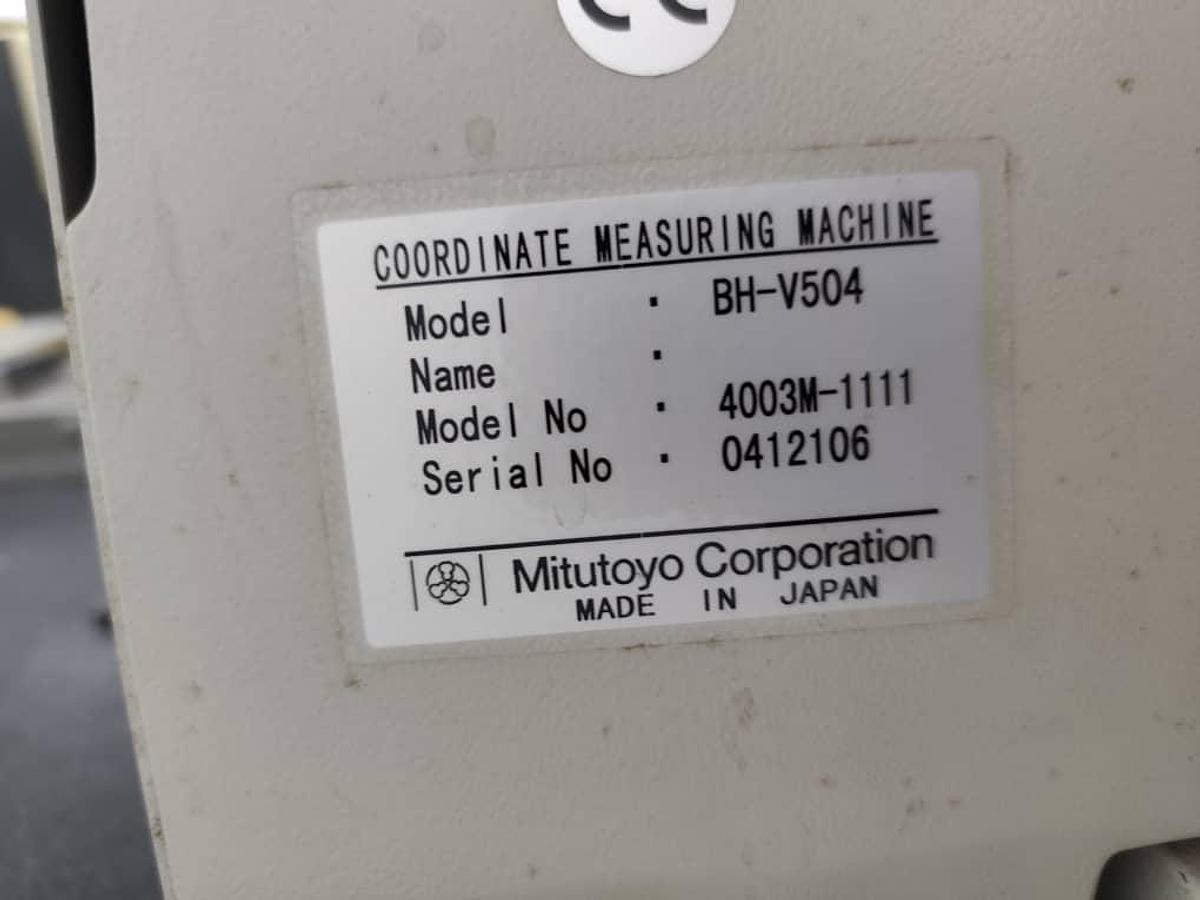 CE
COORDINATE MEASURING MACHINE
Model · BH-V504
Name ·
Model No · 4003M-1111
Serial No · 0412106
Mitutoyo Corporation
MADE IN JAPAN